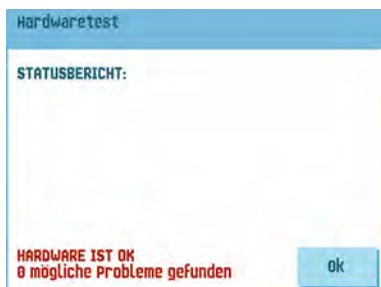 Hardwaretest
STATUSBERICHT:
HARDWARE IST OK
0 mögliche Probleme gefunden
ok